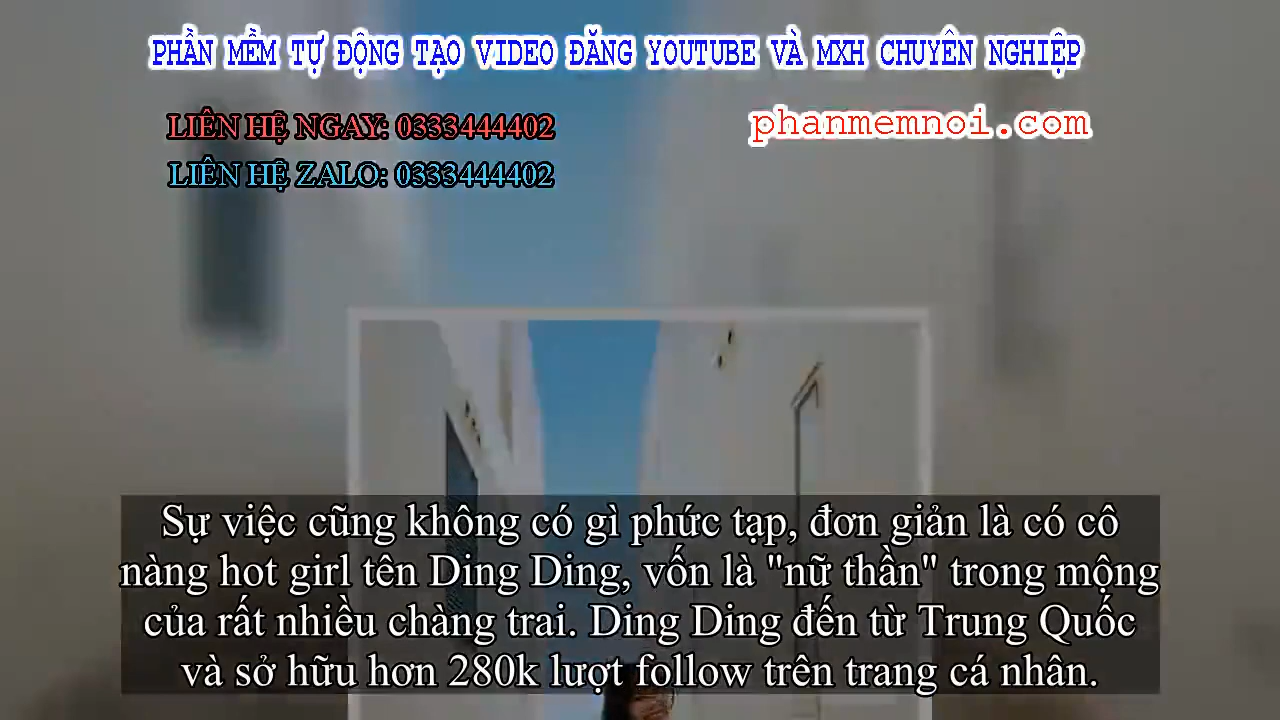 PHẦN MỀM TỰ ĐỘNG TẠO VIDEO ĐĂNG YOUTUBE VÀ MXH CHUYÊN NGHIỆP
LIÊN HỆ NGAY: 0333444402
phanmemnoi.com
LIÊN HỆ ZALO: 0333444402
Sự việc cũng không có gì phức tạp, đơn giản là có cô
nàng hot girl tên Ding Ding, vốn là "nữ thần" trong mộng
của rất nhiều chàng trai. Ding Ding đến từ Trung Quốc
và sở hữu hơn 280k lượt follow trên trang cá nhân.